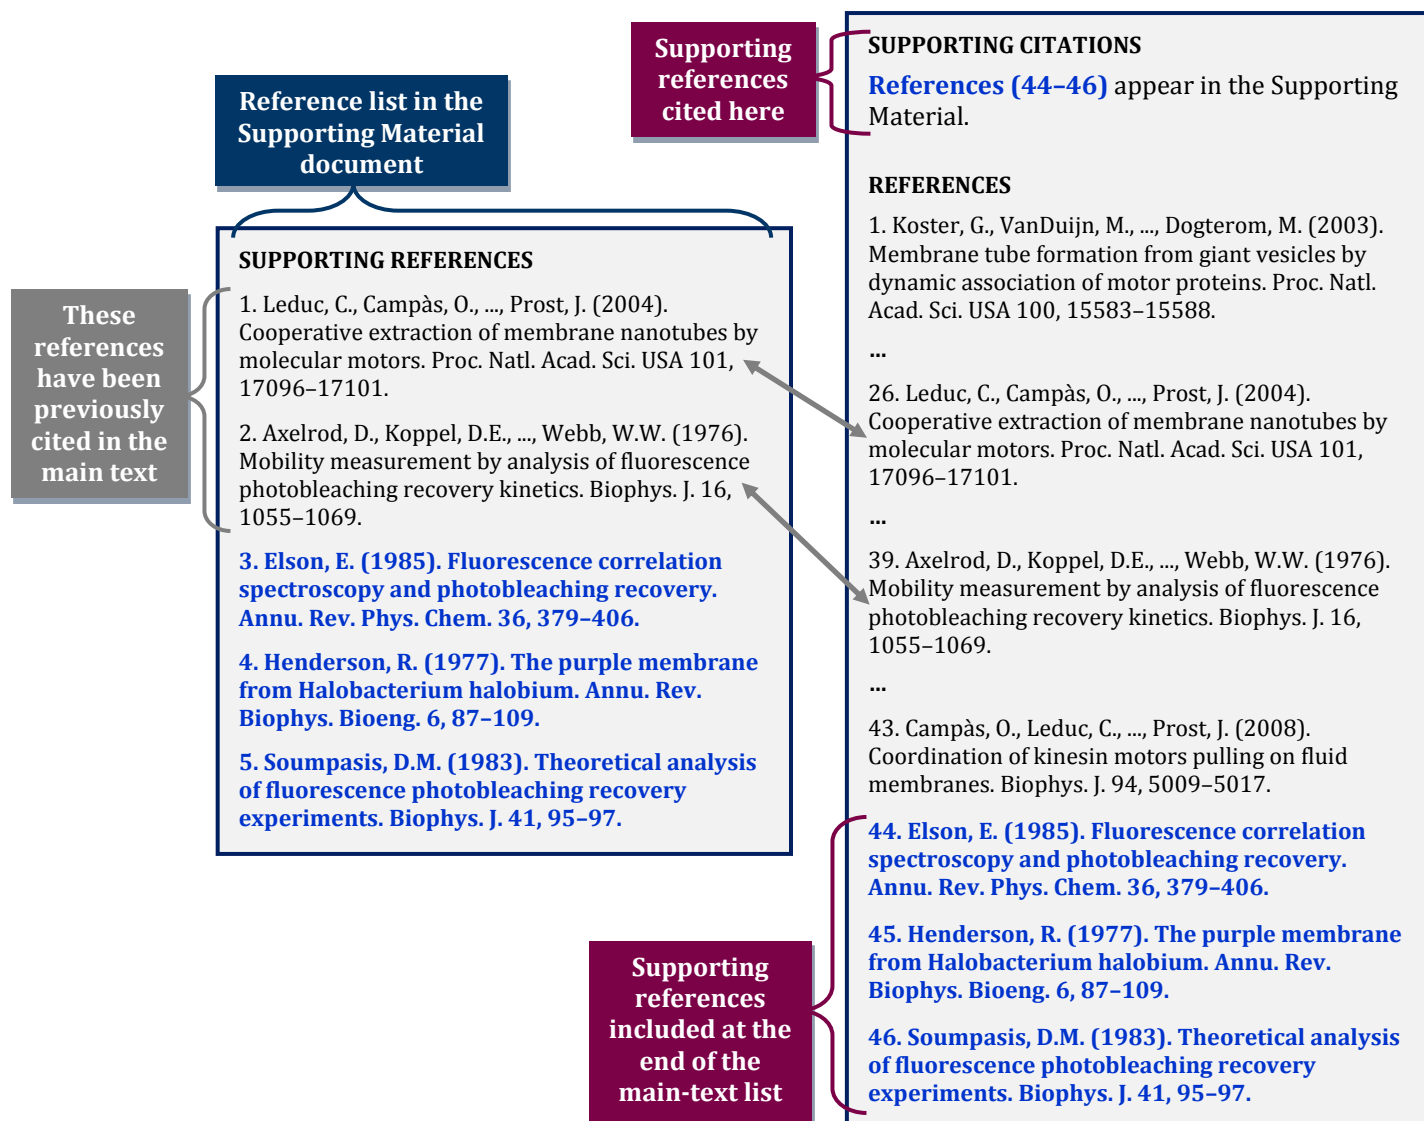 Supporting
references
cited here
Reference list in the
Supporting Material
document
These
references
have been
previously
cited in the
main text
SUPPORTING REFERENCES
1. Leduc, C., Campàs, O., ..., Prost, J. (2004).
Cooperative extraction of membrane nanotubes by
molecular motors. Proc. Natl. Acad. Sci. USA 101,
17096–17101.
2. Axelrod, D., Koppel, D.E., ..., Webb, W.W. (1976).
Mobility measurement by analysis of fluorescence
photobleaching recovery kinetics. Biophys. J. 16,
1055–1069.
3. Elson, E. (1985). Fluorescence correlation
spectroscopy and photobleaching recovery.
Annu. Rev. Phys. Chem. 36, 379–406.
4. Henderson, R. (1977). The purple membrane
from Halobacterium halobium. Annu. Rev.
Biophys. Bioeng. 6, 87–109.
5. Soumpasis, D.M. (1983). Theoretical analysis
of fluorescence photobleaching recovery
experiments. Biophys. J. 41, 95–97.
SUPPORTING CITATIONS
References (44–46) appear in the Supporting
Material.
REFERENCES
1. Koster, G., VanDuijn, M., ..., Dogterom, M. (2003).
Membrane tube formation from giant vesicles by
dynamic association of motor proteins. Proc. Natl.
Acad. Sci. USA 100, 15583–15588.
...
26. Leduc, C., Campàs, O., ..., Prost, J. (2004).
Cooperative extraction of membrane nanotubes by
molecular motors. Proc. Natl. Acad. Sci. USA 101,
17096–17101.
...
39. Axelrod, D., Koppel, D.E., ..., Webb, W.W. (1976).
Mobility measurement by analysis of fluorescence
photobleaching recovery kinetics. Biophys. J. 16,
1055–1069.
...
43. Campàs, O., Leduc, C., ..., Prost, J. (2008).
Coordination of kinesin motors pulling on fluid
membranes. Biophys. J. 94, 5009–5017.
44. Elson, E. (1985). Fluorescence correlation
spectroscopy and photobleaching recovery.
Annu. Rev. Phys. Chem. 36, 379–406.
45. Henderson, R. (1977). The purple membrane
from Halobacterium halobium. Annu. Rev.
Biophys. Bioeng. 6, 87–109.
46. Soumpasis, D.M. (1983). Theoretical analysis
of fluorescence photobleaching recovery
experiments. Biophys. J. 41, 95–97.
Supporting
references
included at the
end of the
main-text list